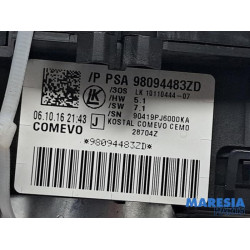 /P PSA 98094483ZD
/3OS LK 10110444-07
/HW 5.1
/SW 7.1
/SN 90419PJ6000KA
06.10.16 21:43
J
KOSTAL COMEVO CEMO
COMEVO
28704Z
*98094483ZD*
MARESIA